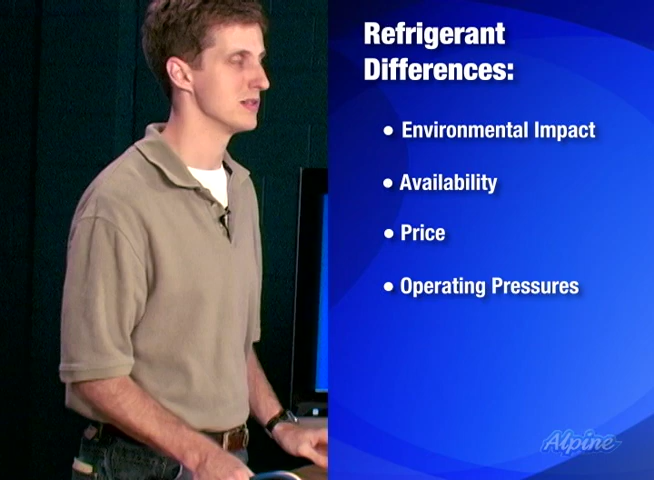 Refrigerant
Differences:
• Environmental Impact
• Availability
• Price
• Operating Pressures
Alpine